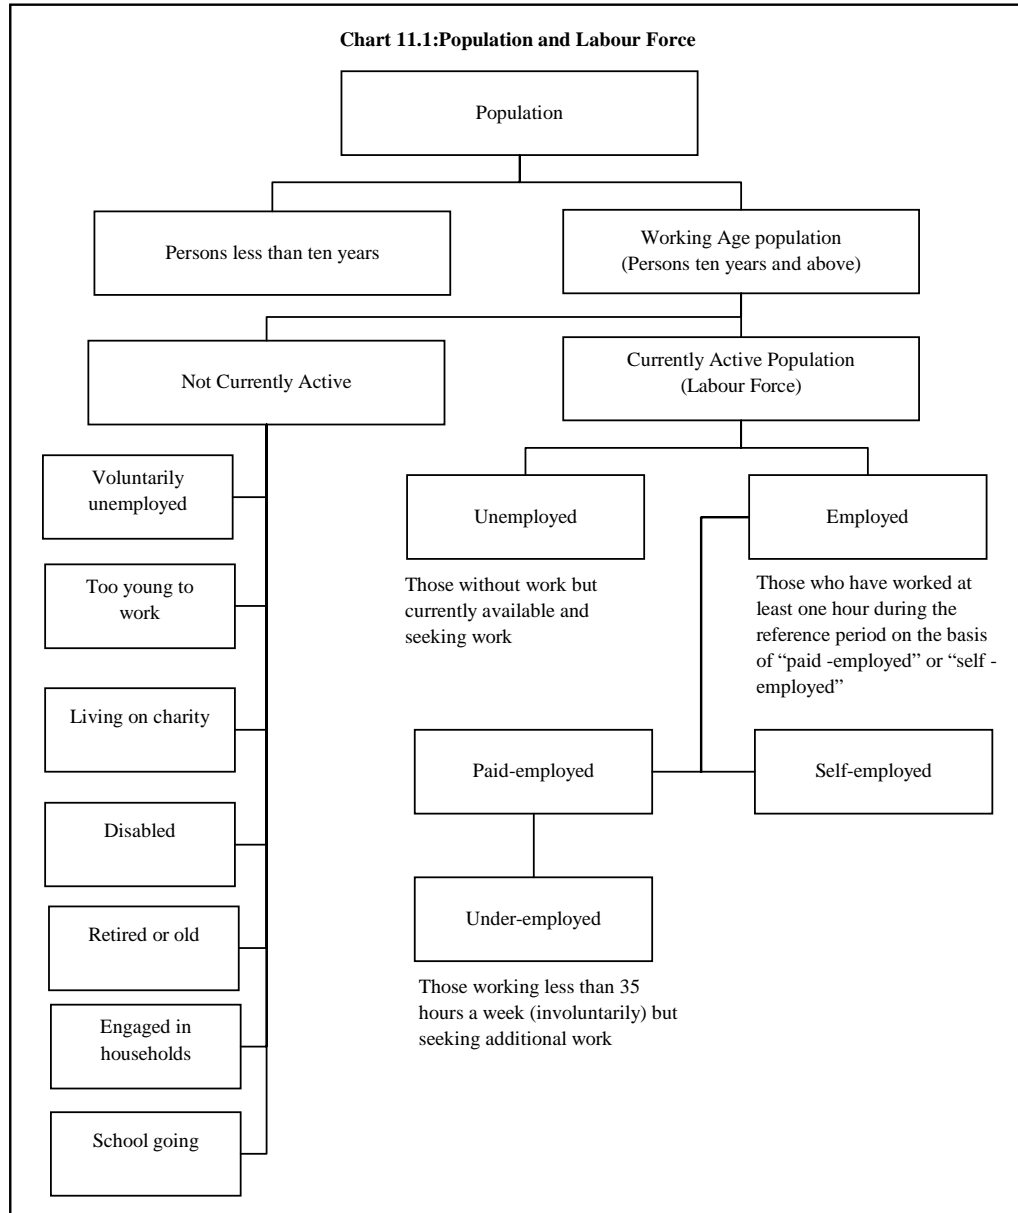 Chart 11.1:Population and Labour Force
Population
Persons less than ten years
Working Age population
(Persons ten years and above)
Not Currently Active
Currently Active Population
(Labour Force)
Voluntarily
unemployed
Too young to
work
Living on charity
Disabled
Retired or old
Engaged in
households
School going
Unemployed
Those without work but
currently available and
seeking work
Employed
Those who have worked at
least one hour during the
reference period on the basis
of “paid -employed” or “self -
employed”
Paid-employed
Self-employed
Under-employed
Those working less than 35
hours a week (involuntarily) but
seeking additional work